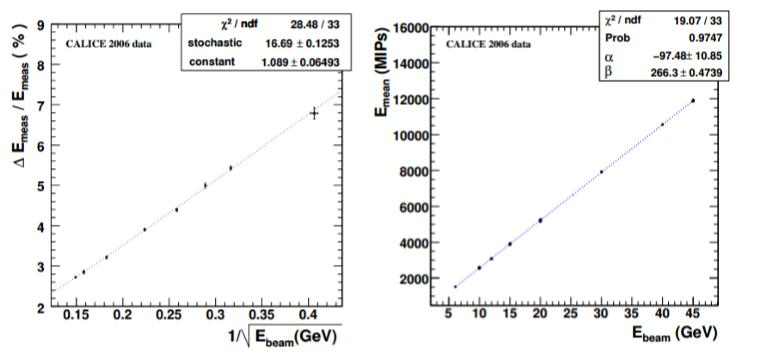 χ² / ndf 28.48 / 33
stochastic 16.69 ± 0.1253
constant 1.089 ± 0.06493
CALICE 2006 data
Δ E_meas / E_meas ( % )
9
8
7
6
5
4
3
2
0.15 0.2 0.25 0.3 0.35 0.4
1/√E_beam(GeV)
χ² / ndf 19.07 / 33
Prob 0.9747
α -97.48± 10.85
β 266.3 ± 0.4739
CALICE 2006 data
E_mean (MIPs)
16000
14000
12000
10000
8000
6000
4000
2000
5 10 15 20 25 30 35 40 45
E_beam (GeV)